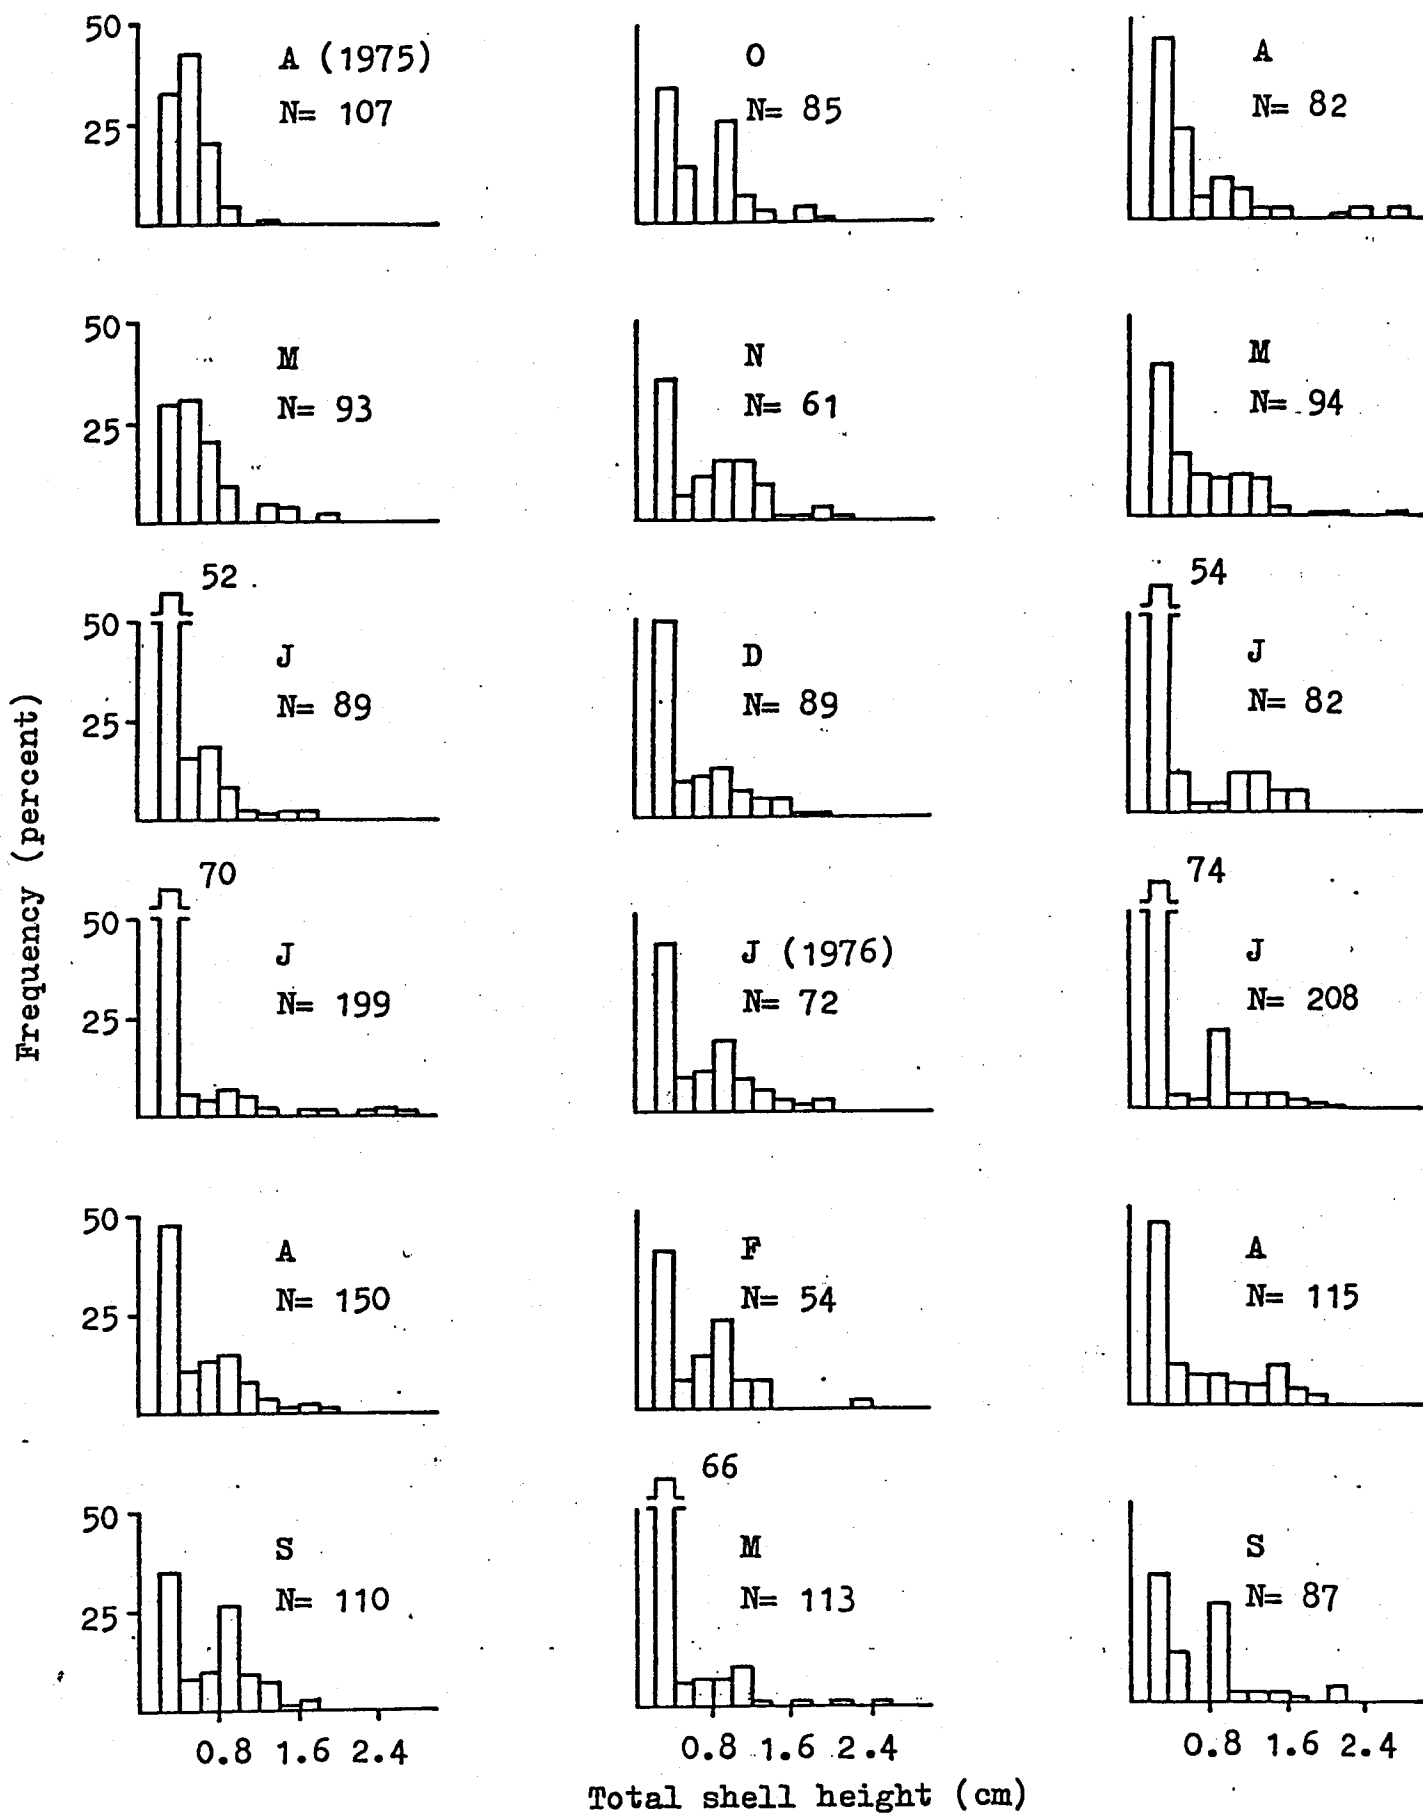 50
25
A (1975)
N= 107
O
N= 85
A
N= 82
50
25
M
N= 93
N
N= 61
M
N= 94
52
50
25
J
N= 89
D
N= 89
54
J
N= 82
70
50
25
J
N= 199
J (1976)
N= 72
74
J
N= 208
50
25
A
N= 150
F
N= 54
A
N= 115
50
25
S
N= 110
66
M
N= 113
S
N= 87
0.8 1.6 2.4
0.8 1.6 2.4
0.8 1.6 2.4
Frequency (percent)
Total shell height (cm)